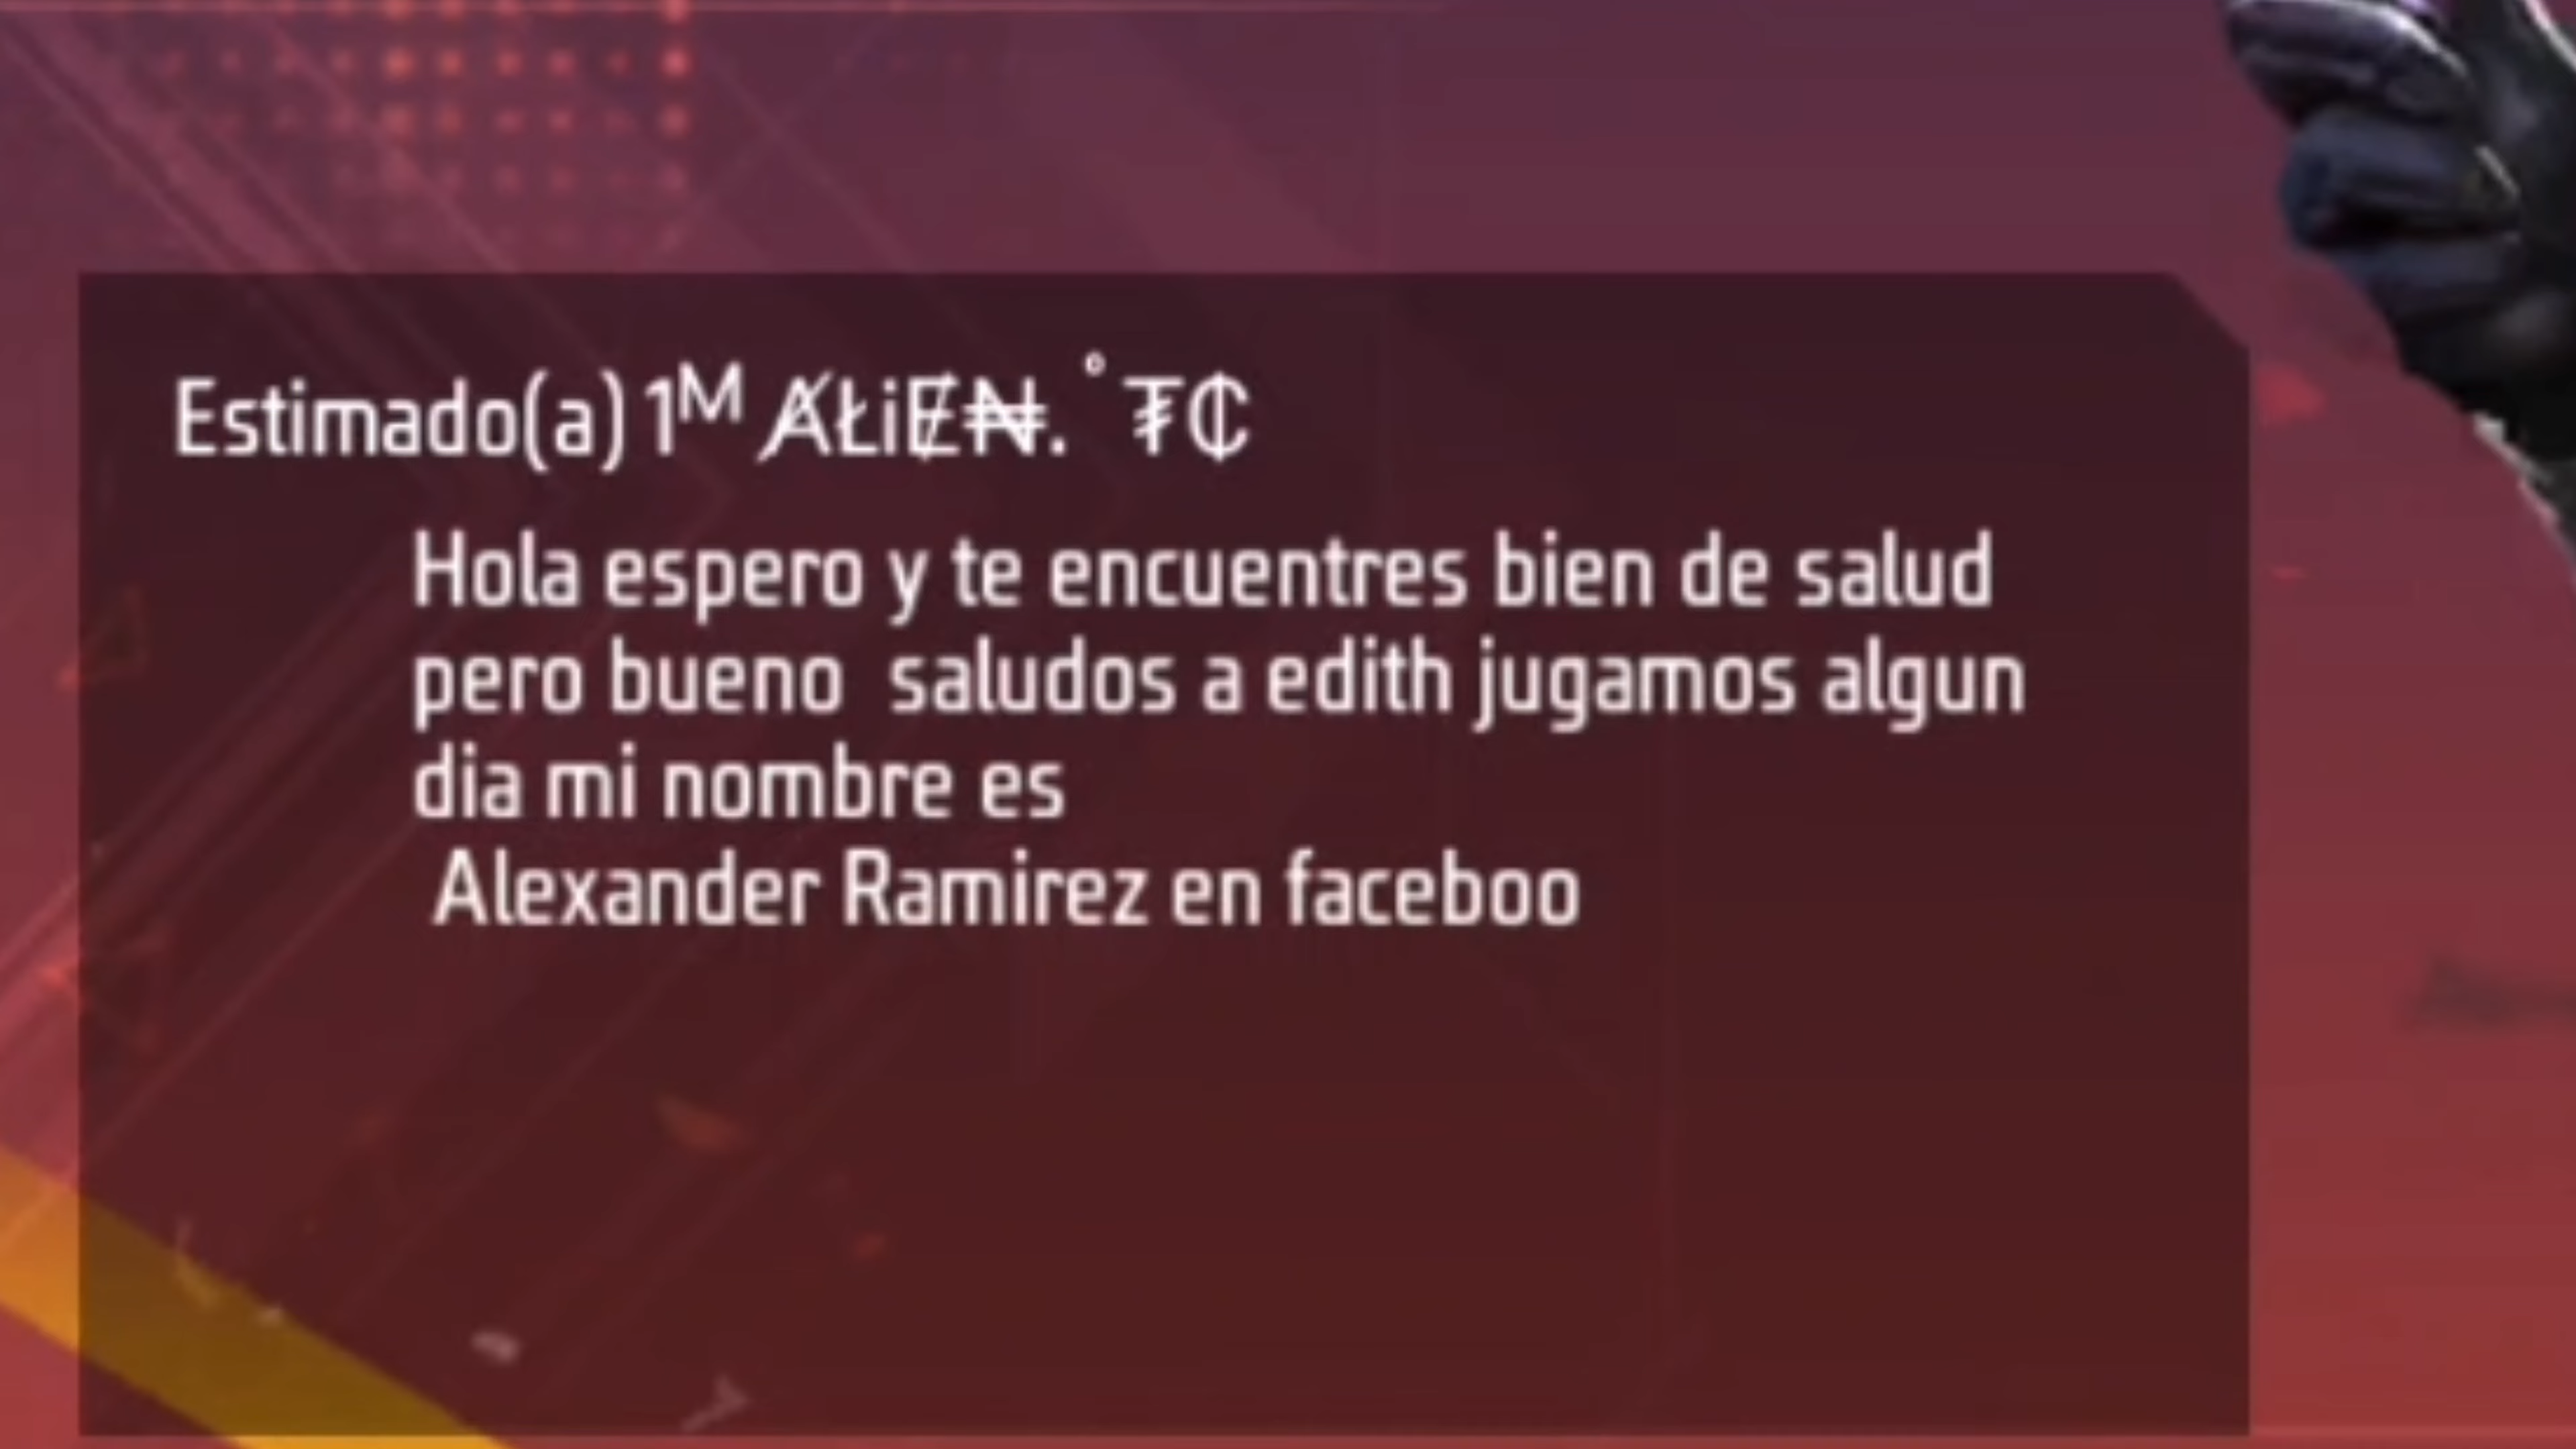 Estimado(a) 1ᴹ ȺŁiɆ₦.˚₮₵
Hola espero y te encuentres bien de salud
pero bueno  saludos a edith jugamos algun
dia mi nombre es
Alexander Ramirez en faceboo